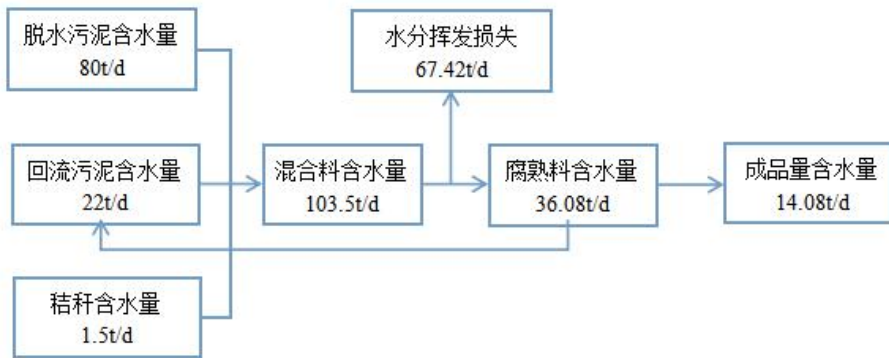 脱水污泥含水量
80t/d
水分挥发损失
67.42t/d
回流污泥含水量
22t/d
混合料含水量
103.5t/d
腐熟料含水量
36.08t/d
成品量含水量
14.08t/d
秸秆含水量
1.5t/d